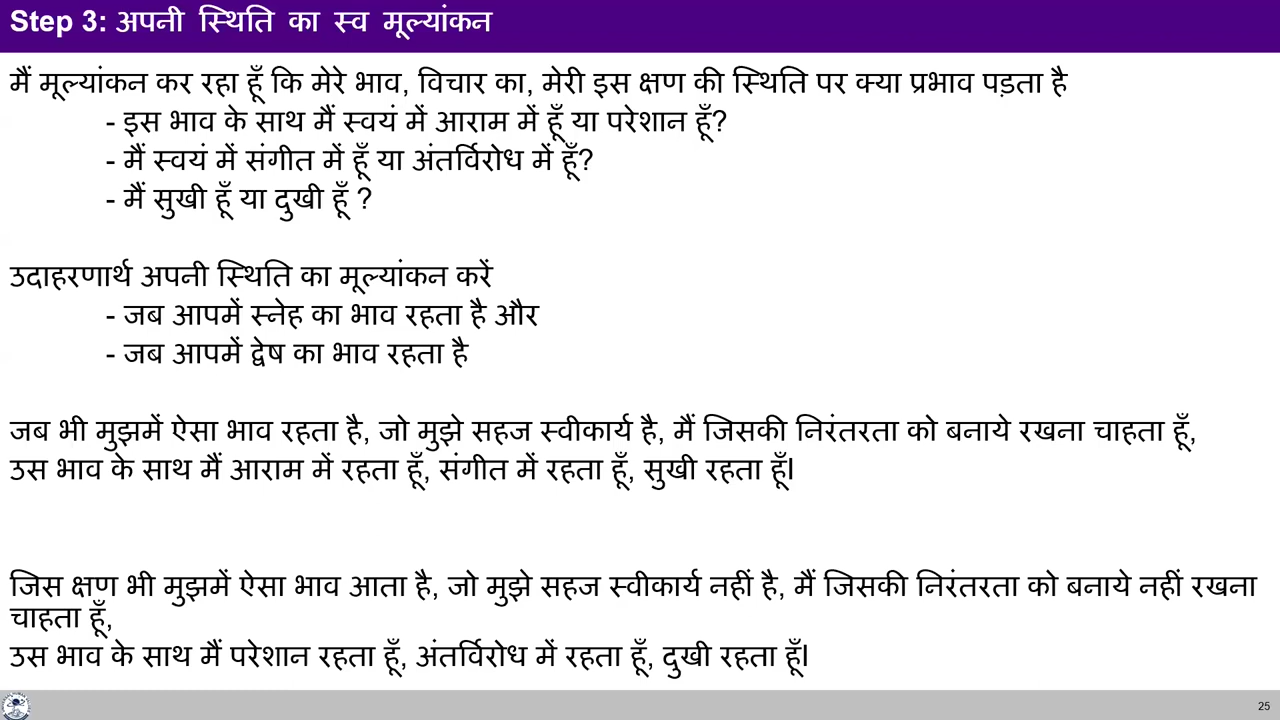 Step 3: अपनी स्थिति का स्व मूल्यांकन
मैं मूल्यांकन कर रहा हूँ कि मेरे भाव, विचार का, मेरी इस क्षण की स्थिति पर क्या प्रभाव पड़ता है
- इस भाव के साथ मैं स्वयं में आराम में हूँ या परेशान हूँ?
- मैं स्वयं में संगीत में हूँ या अंतर्विरोध में हूँ?
- मैं सुखी हूँ या दुखी हूँ ?
उदाहरणार्थ अपनी स्थिति का मूल्यांकन करें
- जब आपमें स्नेह का भाव रहता है और
- जब आपमें द्वेष का भाव रहता है
जब भी मुझमें ऐसा भाव रहता है, जो मुझे सहज स्वीकार्य है, मैं जिसकी निरंतरता को बनाये रखना चाहता हूँ,
उस भाव के साथ मैं आराम में रहता हूँ, संगीत में रहता हूँ, सुखी रहता हूँl
जिस क्षण भी मुझमें ऐसा भाव आता है, जो मुझे सहज स्वीकार्य नहीं है, मैं जिसकी निरंतरता को बनाये नहीं रखना
चाहता हूँ,
उस भाव के साथ मैं परेशान रहता हूँ, अंतर्विरोध में रहता हूँ, दुखी रहता हूँl
25